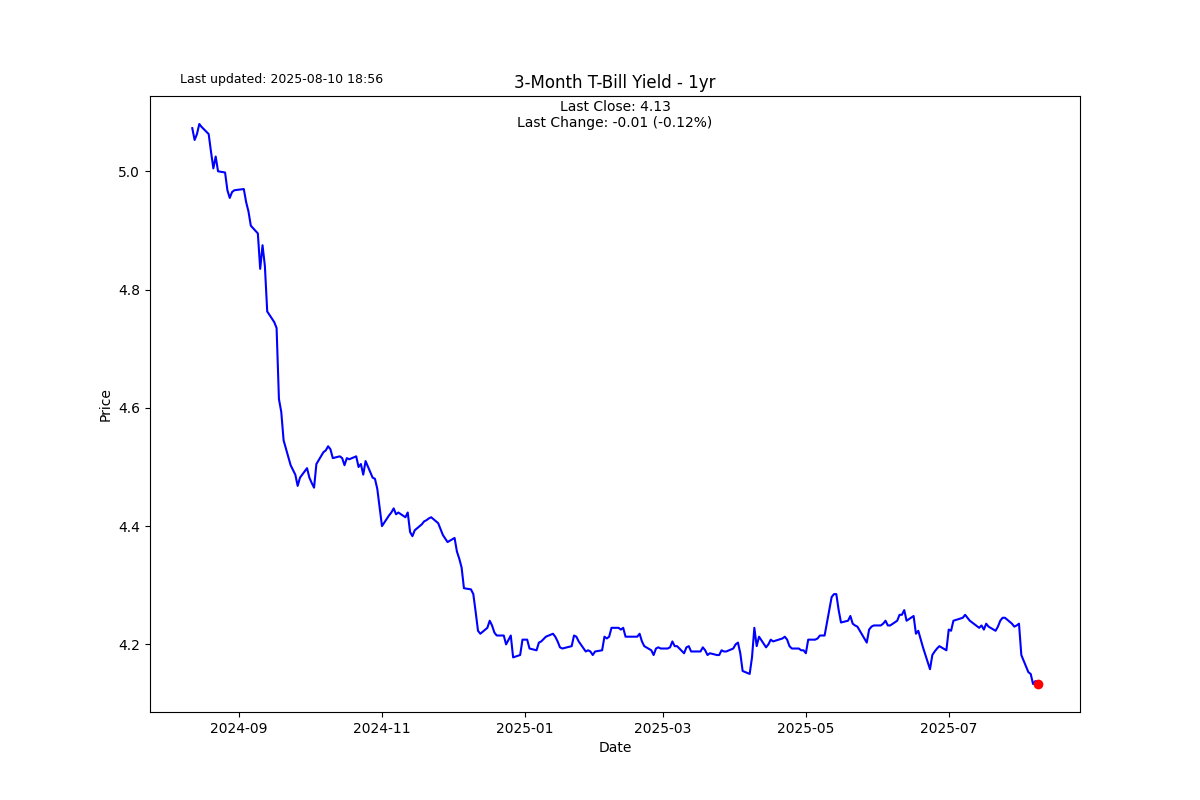 Last updated: 2025-08-10 18:56
3-Month T-Bill Yield - 1yr
Last Close: 4.13
Last Change: -0.01 (-0.12%)
5.0
4.8
4.6
4.4
4.2
Price
2024-09
2024-11
2025-01
2025-03
2025-05
2025-07
Date